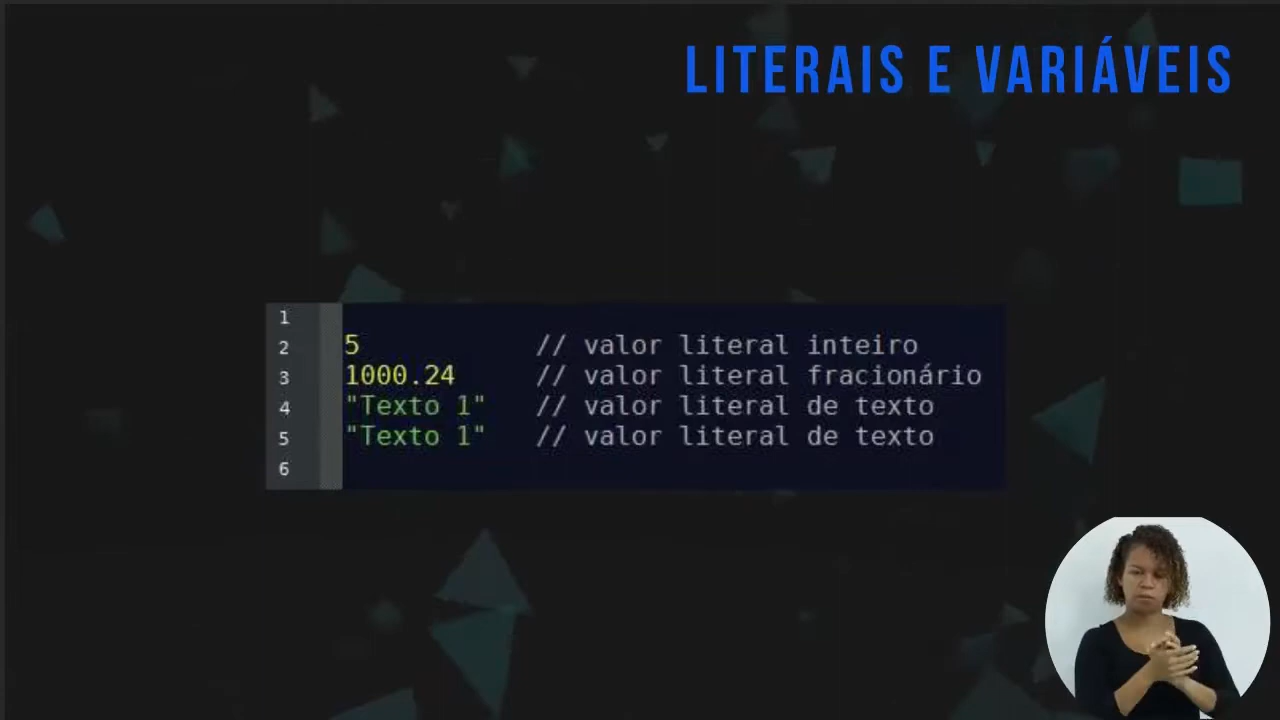 LITERAIS E VARIÁVEIS
1
2 5 // valor literal inteiro
3 1000.24 // valor literal fracionário
4 "Texto 1" // valor literal de texto
5 "Texto 1" // valor literal de texto
6